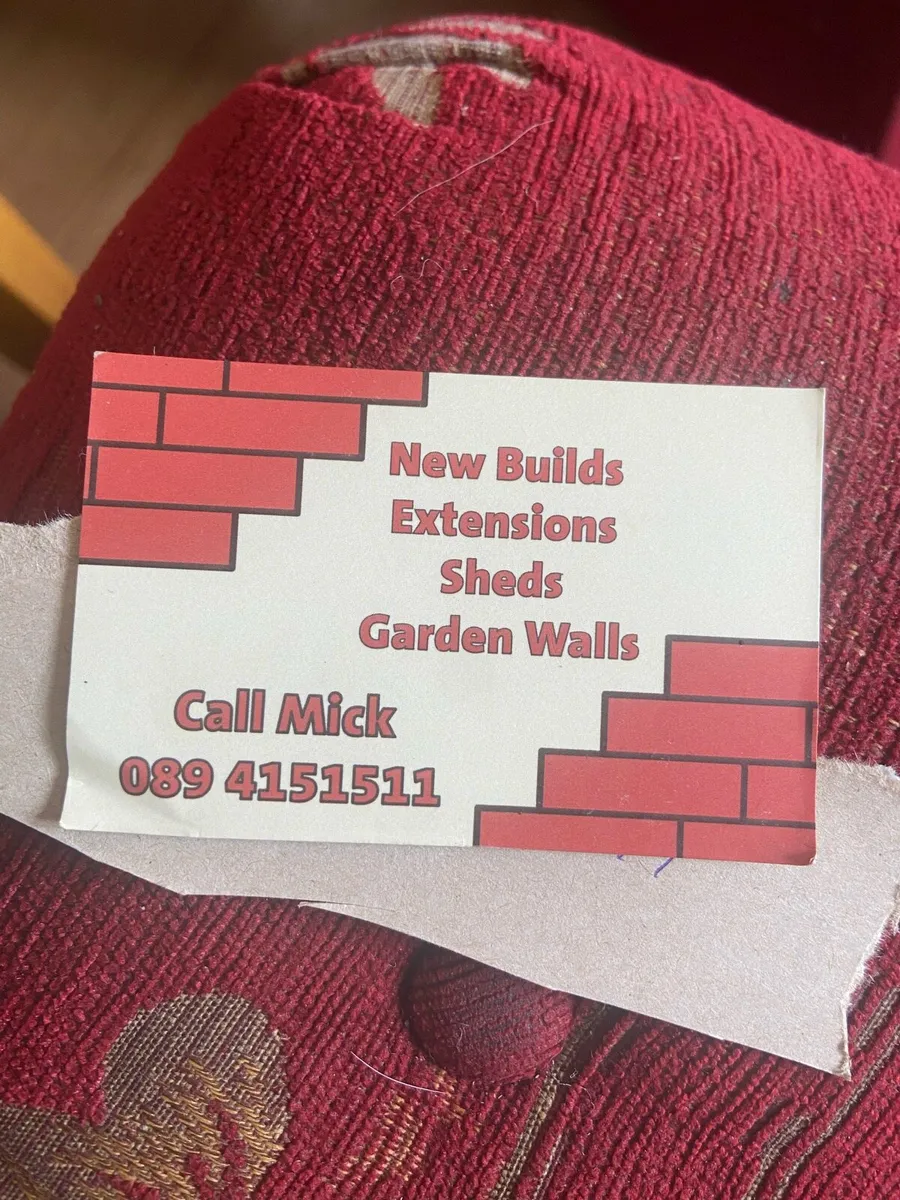 New Builds
Extensions
Sheds
Garden Walls
Call Mick
089 4151511